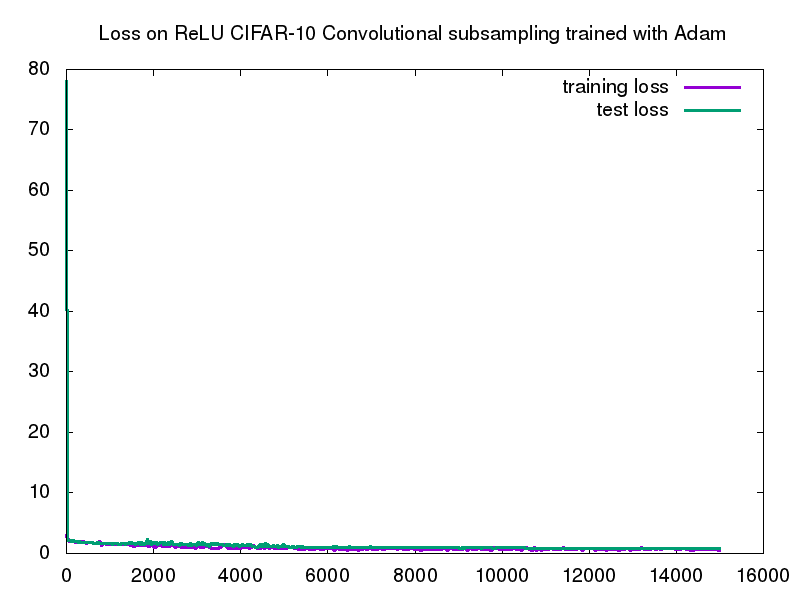 Loss on ReLU CIFAR-10 Convolutional subsampling trained with Adam
80
training loss
test loss
70
60
50
40
30
20
10
0
0 2000 4000 6000 8000 10000 12000 14000 16000